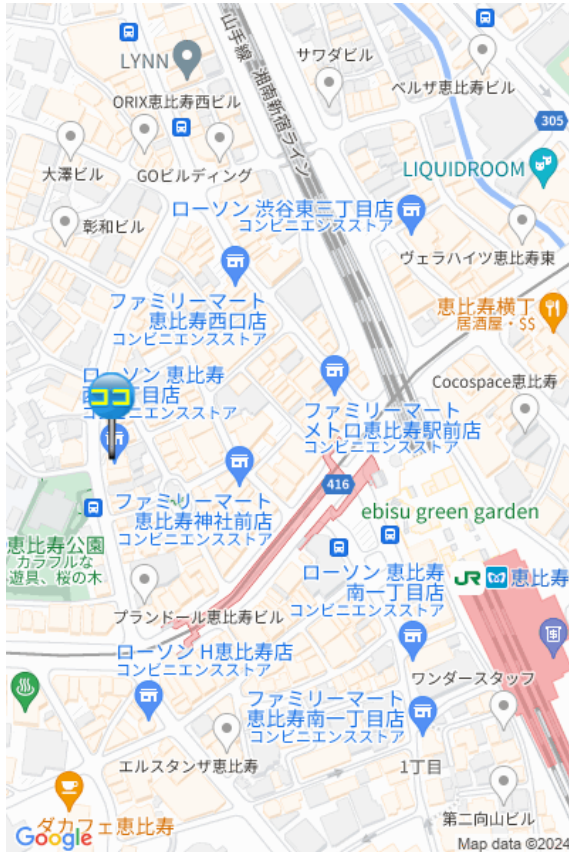 LYNN
山手線 湘南新宿ライン
サワダビル
ベルザ恵比寿ビル
ORIX恵比寿西ビル
305
大澤ビル
GOビルディング
LIQUIDROOM
ローソン 渋谷東三丁目店
コンビニエンスストア
彰和ビル
ヴェラハイツ恵比寿東
ファミリーマート
恵比寿西口店
コンビニエンスストア
恵比寿横丁
居酒屋・$$
ローソン 恵比寿
目店
コンビニエンスストア
ココ
Cocospace恵比寿
ファミリーマート
メトロ恵比寿駅前店
コンビニエンスストア
416
ファミリーマート
恵比寿神社前店
コンビニエンスストア
ebisu green garden
恵比寿公園
カラフルな
遊具、桜の木
ローソン 恵比寿
南一丁目店
コンビニエンスストア
JR
恵比寿
ブランドール恵比寿ビル
ローソン H恵比寿店
コンビニエンスストア
ワンダースタッフ
ファミリーマート
恵比寿南一丁目店
コンビニエンスストア
エルスタンザ恵比寿
1丁目
ダカフェ恵比寿
第二向山ビル
Google
Map data ©2024